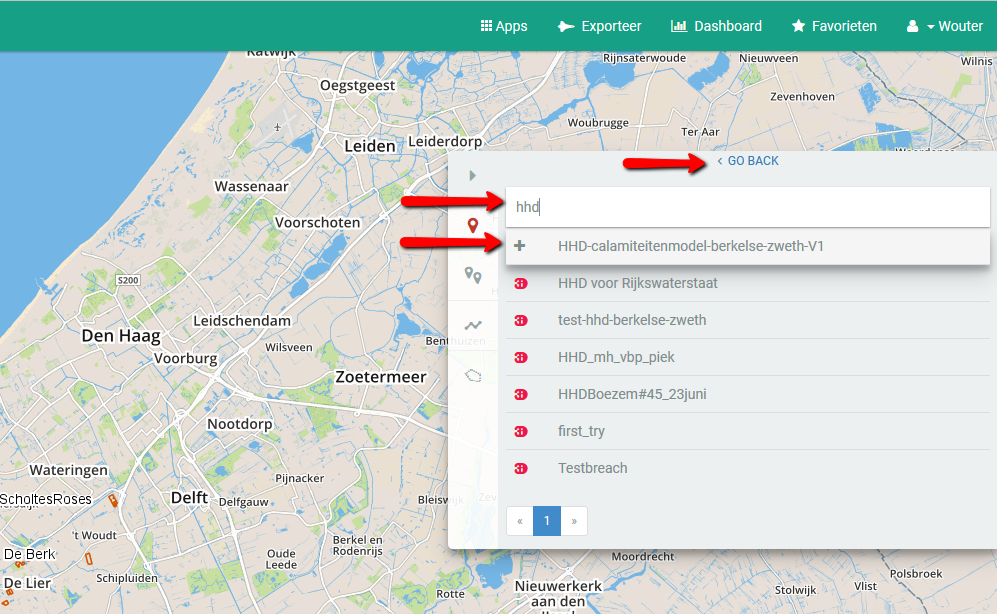 Apps
Exporteer
Dashboard
Favorieten
Wouter
Katwijk
Rijnsaterwoude
Nieuwveen
Wilnis
Oegstgeest
Zevenhoven
Woubrugge
Ter Aar
Leiden
Leiderdorp
GO BACK
Wassenaar
hhd
Voorschoten
HHD-calamiteitenmodel-berkelse-zweth-V1
S200
HHD voor Rijkswaterstaat
Leidschendam
test-hhd-berkelse-zweth
Den Haag
Benthuizen
Wilsveen
Voorburg
HHD_mh_vbp_piek
Zoetermeer
HHDBoezem#45_23juni
Nootdorp
first_try
Wateringen
Testbreach
Pijnacker
ScholtesRoses
Delft
Delfgauw
Bleiswijk
« 1 »
't Woudt
Berkel en
Rodenrijs
De Berk
Oude
Leede
Moordrecht
De Lier
Schipluiden
Polsbroek
Rotte
Nieuwerkerk
aan den
Stolwijk
Vlist